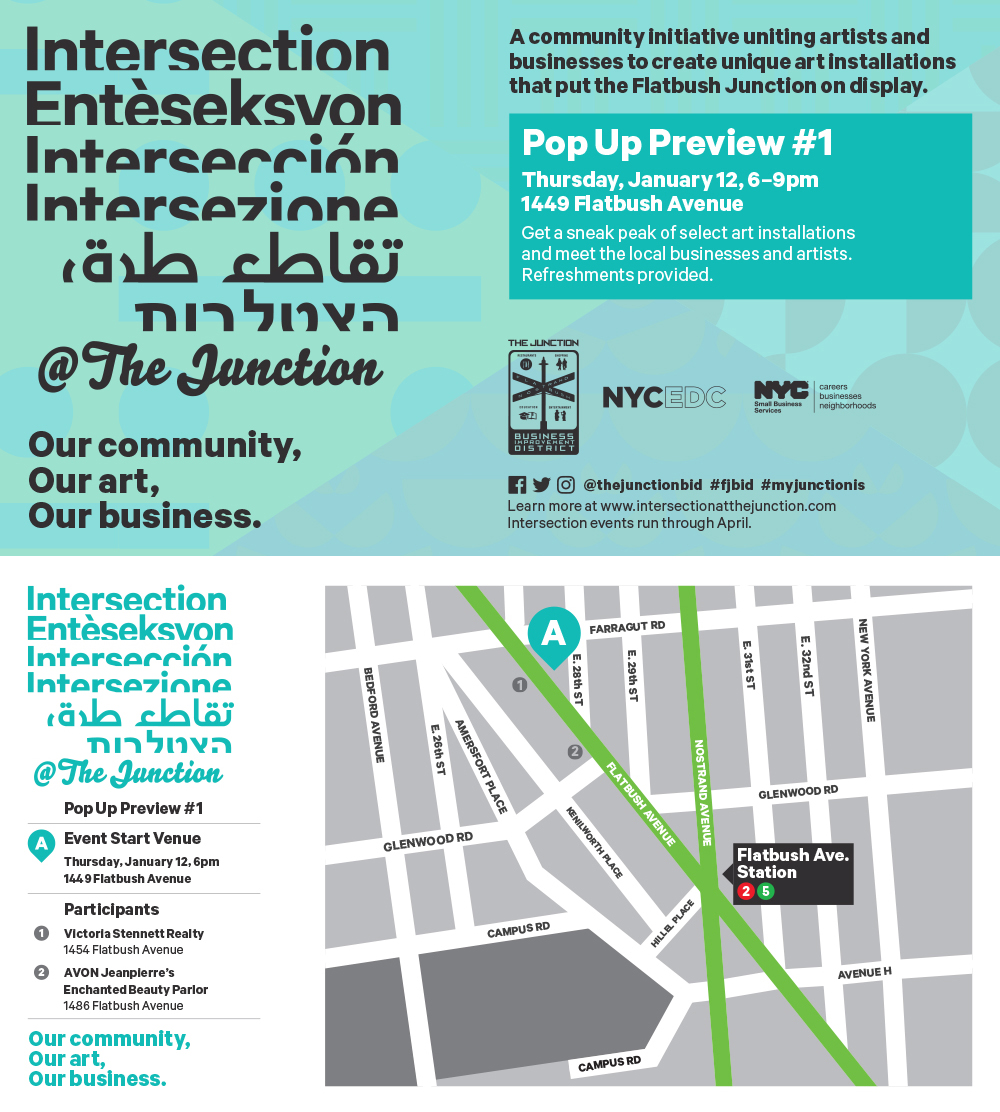 Intersection
Entèseksyon
Intersección
Intersezione
@The Junction
Our community,
Our art,
Our business.
A community initiative uniting artists and
businesses to create unique art installations
that put the Flatbush Junction on display.
Pop Up Preview #1
Thursday, January 12, 6–9pm
1449 Flatbush Avenue
Get a sneak peak of select art installations
and meet the local businesses and artists.
Refreshments provided.
THE JUNCTION
BUSINESS
IMPROVEMENT
DISTRICT
NYCEDC
NYC
Small Business
Services
careers
businesses
neighborhoods
@thejunctionbid #fjbid #myjunctionis
Learn more at www.intersectionatthejunction.com
Intersection events run through April.
Intersection
Entèseksyon
Intersección
Intersezione
@The Junction
Pop Up Preview #1
A
Event Start Venue
Thursday, January 12, 6pm
1449 Flatbush Avenue
Participants
1
Victoria Stennett Realty
1454 Flatbush Avenue
2
AVON Jeanpierre's
Enchanted Beauty Parlor
1486 Flatbush Avenue
Our community,
Our art,
Our business.
A
FARRAGUT RD
1
2
BEDFORD AVENUE
E. 26th ST
AMERSFORT PLACE
E. 28th ST
E. 29th ST
E. 31st ST
E. 32nd ST
NEW YORK AVENUE
NOSTRAND AVENUE
FLATBUSH AVENUE
GLENWOOD RD
GLENWOOD RD
KENILWORTH PLACE
HILLEL PLACE
Flatbush Ave.
Station
2 5
CAMPUS RD
AVENUE H
CAMPUS RD